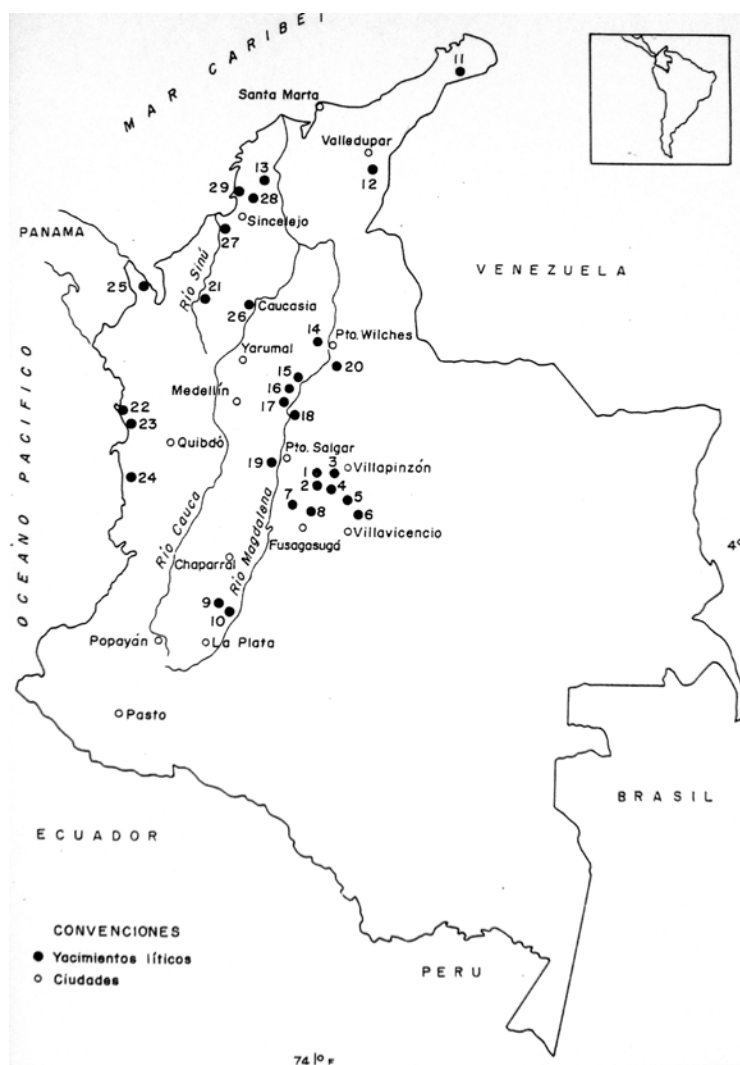 MAR CARIBE
11
Santa Marta
Valledupar
12
13
29
28
Sincelejo
27
PANAMA
VENEZUELA
25
Río Sinú
21
26
Caucasia
14
Pto. Wilches
Yarumal
15
20
16
Medellín
17
18
22
23
Quibdó
Pto. Salgar
19
1
3
Villapinzón
2
4
24
7
5
8
6
Fusagasugá
Villavicencio
OCEANO PACIFICO
Río Cauca
Río Magdalena
Chaparral
4º
9
10
Popayán
La Plata
Pasto
BRASIL
ECUADOR
CONVENCIONES
Yacimientos líticos
Ciudades
PERU
74º